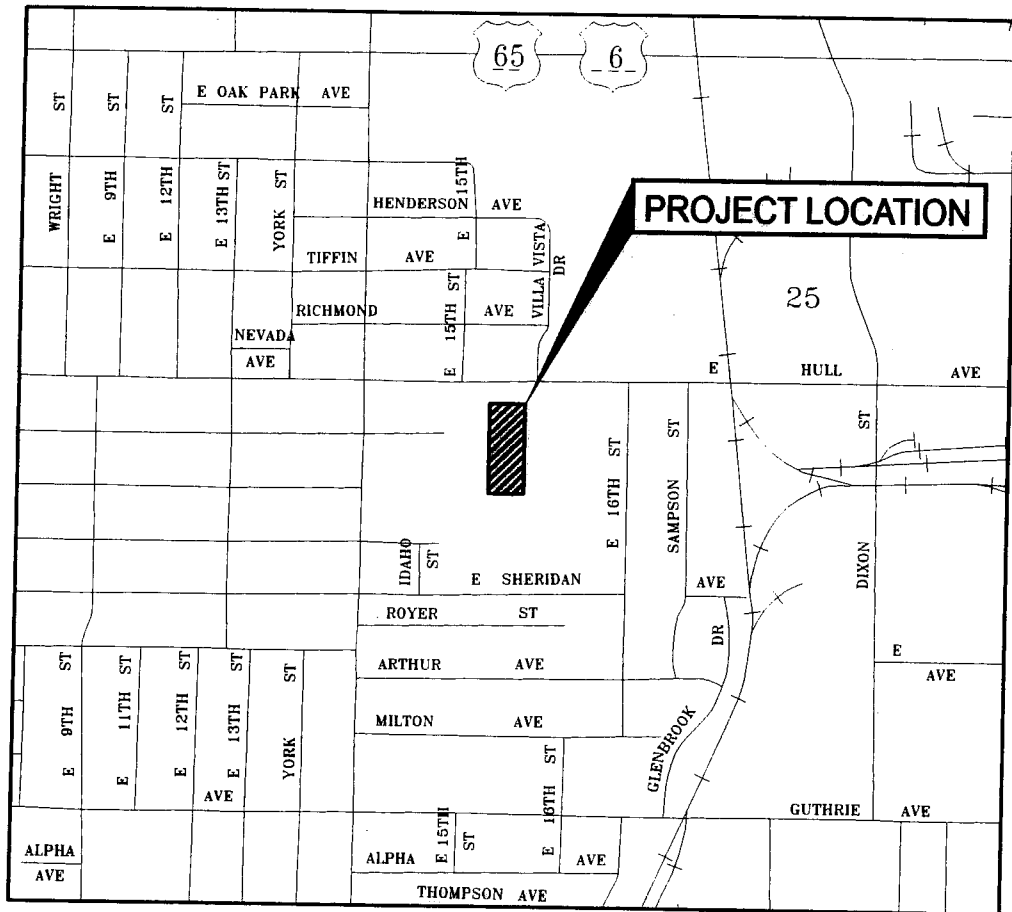 65
6
E OAK PARK AVE
WRIGHT ST
E 9TH ST
E 12TH ST
E 13TH ST
YORK ST
HENDERSON AVE
E 15TH
PROJECT LOCATION
TIFFIN AVE
VILLA VISTA DR
RICHMOND AVE
E 15TH ST
25
NEVADA
AVE
E HULL AVE
E 16TH ST
SAMPSON ST
DIXON ST
IDAHO ST
E SHERIDAN AVE
ROYER ST
ARTHUR AVE
DR
GLENBROOK
E
AVE
MILTON AVE
E 9TH ST
11TH ST
E
12TH ST
E
13TH ST
E
AVE
YORK ST
E 16TH ST
GUTHRIE AVE
ALPHA
AVE
ALPHA AVE
E 15TH ST
THOMPSON AVE